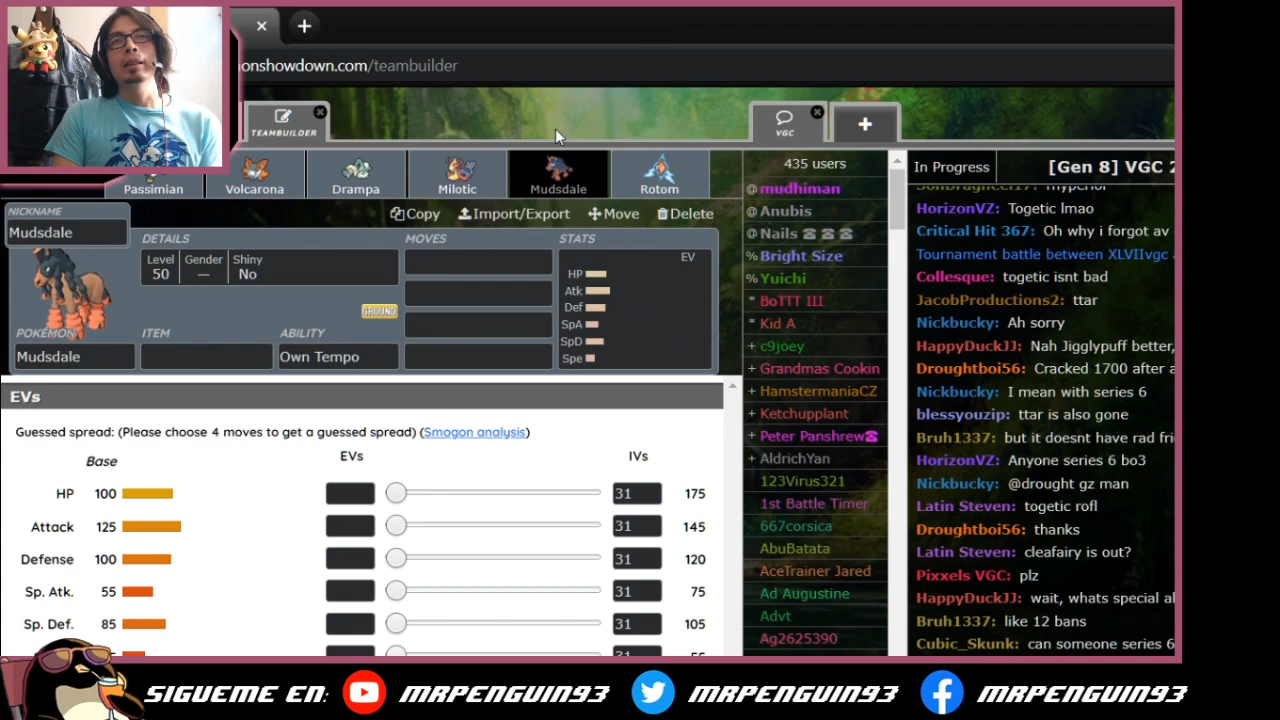 onshowdown.com/teambuilder
TEAMBUILDER
VGC
Passimian
Volcarona
Drampa
Milotic
Mudsdale
Rotom
Copy
Import/Export
Move
Delete
NICKNAME
Mudsdale
DETAILS
Level
50
Gender
—
Shiny
No
GROUND
POKÉMON
Mudsdale
ITEM
ABILITY
Own Tempo
MOVES
STATS
EV
HP
Atk
Def
SpA
SpD
Spe
EVs
Guessed spread: (Please choose 4 moves to get a guessed spread) (Smogon analysis)
Base EVs IVs
HP 100 31 175
Attack 125 31 145
Defense 100 31 120
Sp. Atk. 55 31 75
Sp. Def. 85 31 105
435 users
@ mudhiman
@ Anubis
@ Nails ☎ ☎ ☎
% Bright Size
% Yuichi
* BoTTT III
* Kid A
+ c9joey
+ Grandmas Cookin
+ HamstermaniaCZ
+ Ketchupplant
+ Peter Panshrew☎
+ AldrichYan
123Virus321
1st Battle Timer
667corsica
AbuBatata
AceTrainer Jared
Ad Augustine
Advt
Ag2625390
In Progress
[Gen 8] VGC 2
HorizonVZ: Togetic lmao
Critical Hit 367: Oh why i forgot av
Tournament battle between XLVIIvgc
Collesque: togetic isnt bad
JacobProductions2: ttar
Nickbucky: Ah sorry
HappyDuckJJ: Nah Jigglypuff better,
Droughtboi56: Cracked 1700 after a
Nickbucky: I mean with series 6
blessyouzip: ttar is also gone
Bruh1337: but it doesnt have rad fri
HorizonVZ: Anyone series 6 bo3
Nickbucky: @drought gz man
Latin Steven: togetic rofl
Droughtboi56: thanks
Latin Steven: cleafairy is out?
Pixxels VGC: plz
HappyDuckJJ: wait, whats special a
Bruh1337: like 12 bans
Cubic_Skunk: can someone series 6
SIGUEME EN: MRPENGUIN93 MRPENGUIN93 MRPENGUIN93